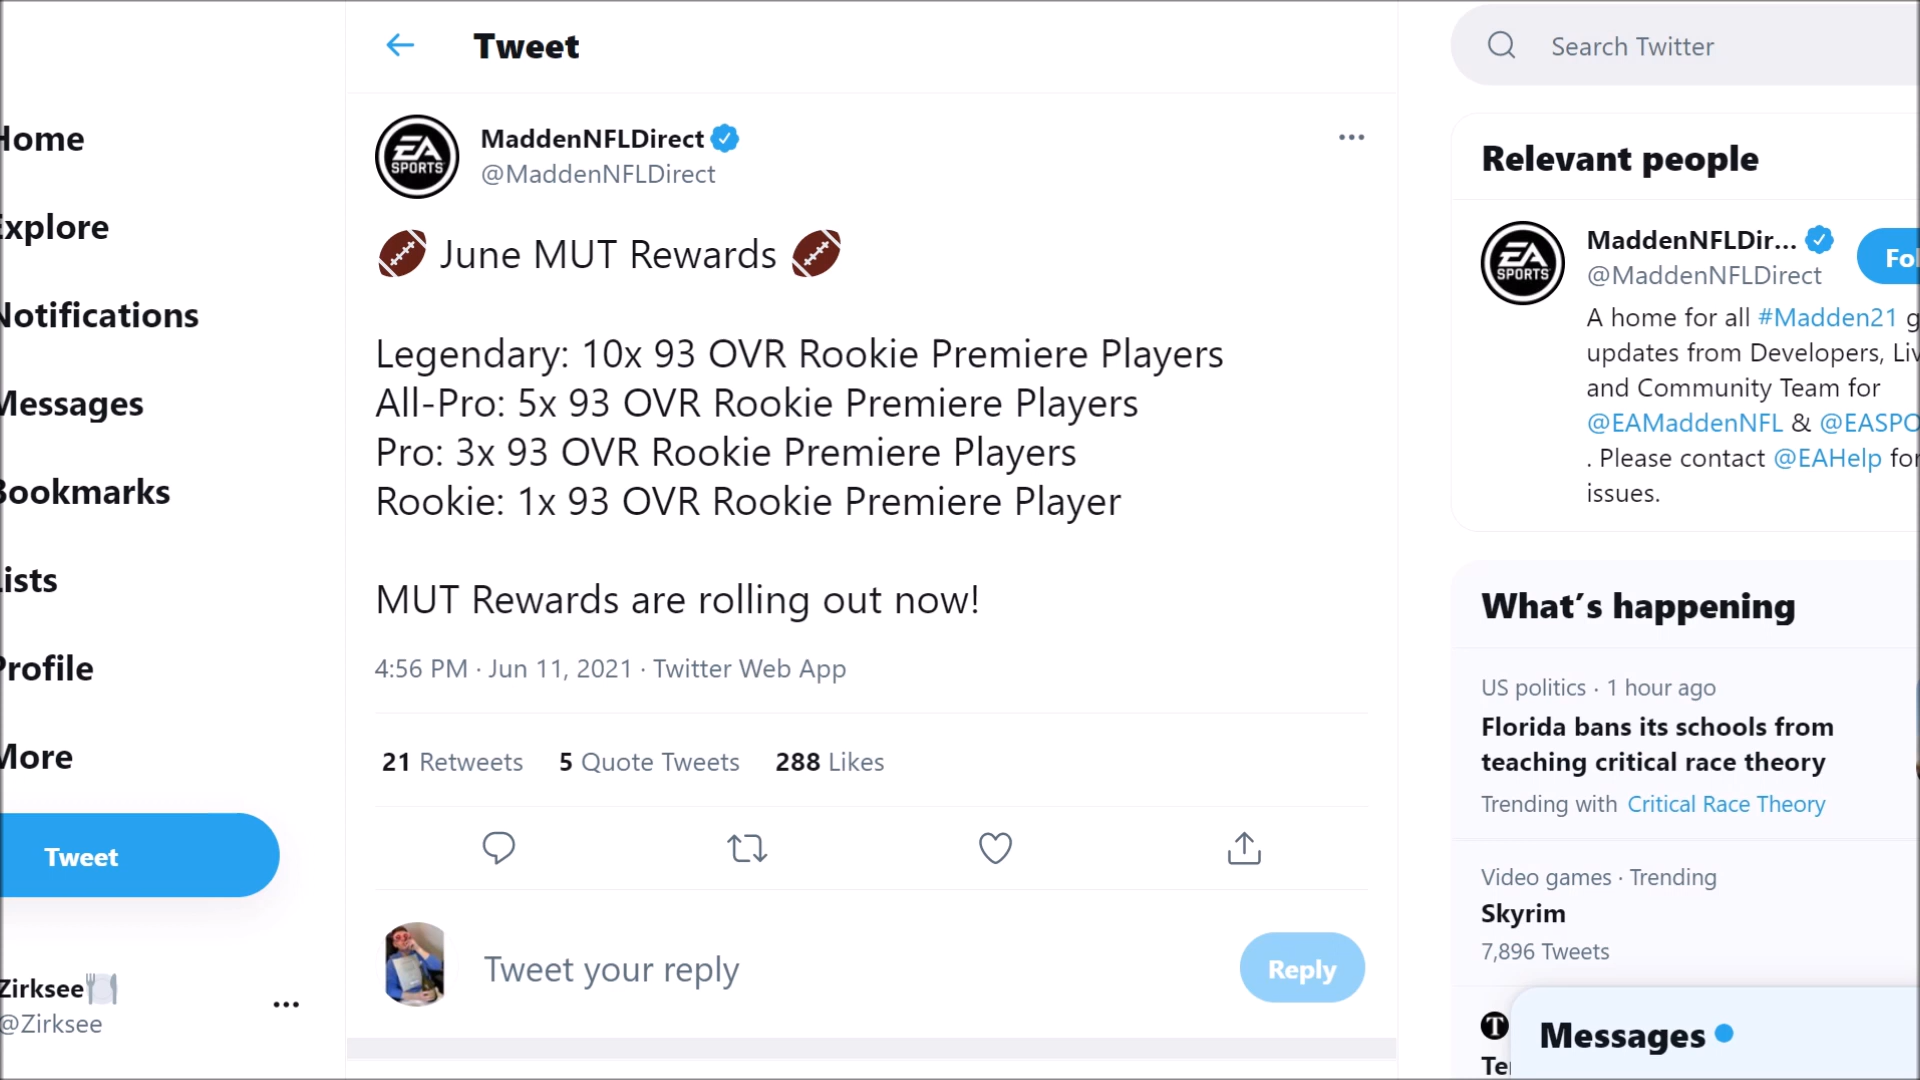 Tweet
Search Twitter
Home
Explore
Notifications
Messages
Bookmarks
Lists
Profile
More
Tweet
Zirksee🍽️
@Zirksee
EA SPORTS
MaddenNFLDirect
@MaddenNFLDirect
🏈 June MUT Rewards 🏈
Legendary: 10x 93 OVR Rookie Premiere Players
All-Pro: 5x 93 OVR Rookie Premiere Players
Pro: 3x 93 OVR Rookie Premiere Players
Rookie: 1x 93 OVR Rookie Premiere Player
MUT Rewards are rolling out now!
4:56 PM · Jun 11, 2021 · Twitter Web App
21 Retweets 5 Quote Tweets 288 Likes
Tweet your reply
Reply
Relevant people
EA SPORTS
MaddenNFLDir...
@MaddenNFLDirect
Fol
A home for all #Madden21 g
updates from Developers, Liv
and Community Team for
@EAMaddenNFL & @EASPO
. Please contact @EAHelp for
issues.
What's happening
US politics · 1 hour ago
Florida bans its schools from
teaching critical race theory
Trending with Critical Race Theory
Video games · Trending
Skyrim
7,896 Tweets
Messages